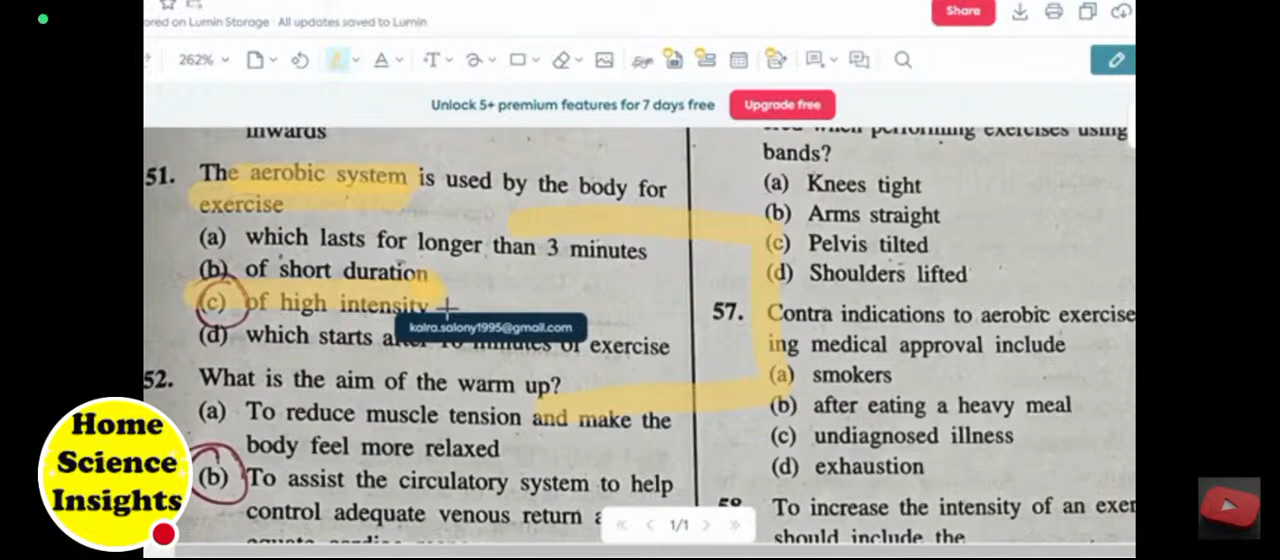 ored on Lumin Storage All updates saved to Lumin
Share
262%
Unlock 5+ premium features for 7 days free
Upgrade free
inwards
51. The aerobic system is used by the body for
exercise
(a) which lasts for longer than 3 minutes
(b) of short duration
(c) of high intensity
kalra.salony1995@gmail.com
(d) which starts after 10 minutes of exercise
52. What is the aim of the warm up?
(a) To reduce muscle tension and make the
body feel more relaxed
(b) To assist the circulatory system to help
control adequate venous return
when performing exercises using
bands?
(a) Knees tight
(b) Arms straight
(c) Pelvis tilted
(d) Shoulders lifted
57. Contra indications to aerobic exercise
ing medical approval include
(a) smokers
(b) after eating a heavy meal
(c) undiagnosed illness
(d) exhaustion
58. To increase the intensity of an exer
should include the
1/1
Home
Science
Insights